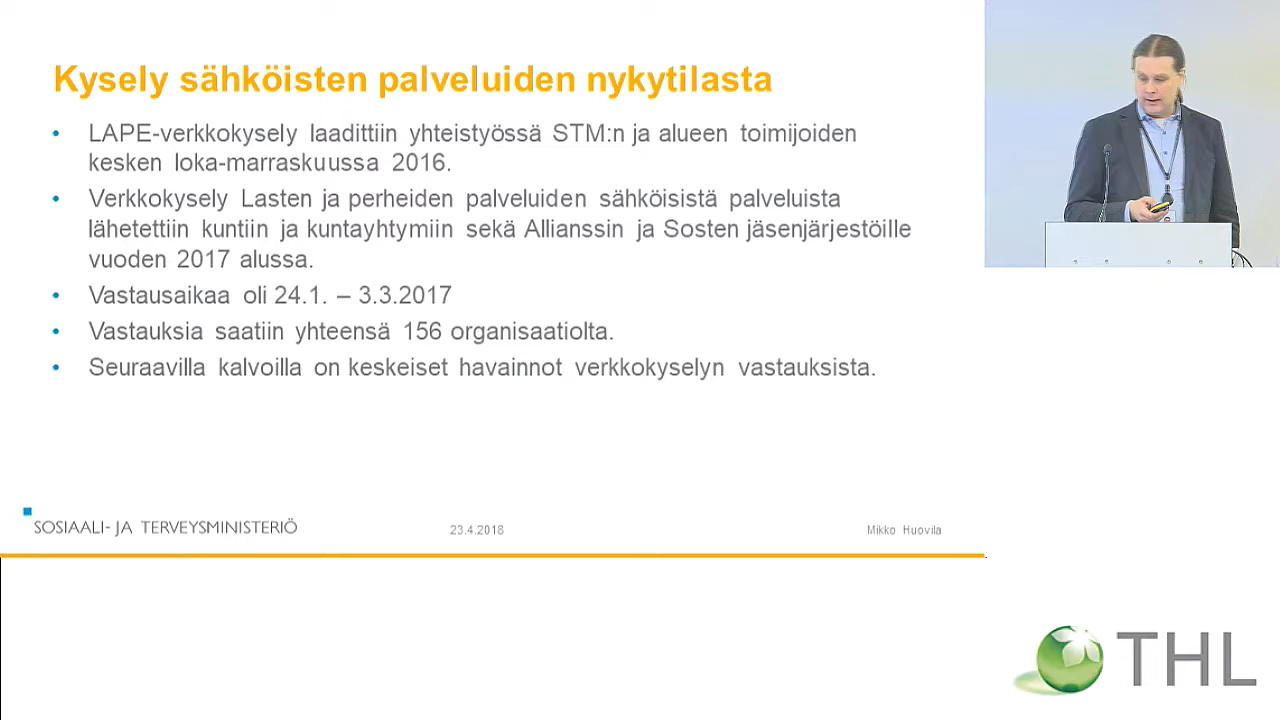 Kysely sähköisten palveluiden nykytilasta
• LAPE-verkkokysely laadittiin yhteistyössä STM:n ja alueen toimijoiden
kesken loka-marraskuussa 2016.
• Verkkokysely Lasten ja perheiden palveluiden sähköisistä palveluista
lähetettiin kuntiin ja kuntayhtymiin sekä Allianssin ja Sosten jäsenjärjestöille
vuoden 2017 alussa.
• Vastausaikaa oli 24.1. – 3.3.2017
• Vastauksia saatiin yhteensä 156 organisaatiolta.
• Seuraavilla kalvoilla on keskeiset havainnot verkkokyselyn vastauksista.
SOSIAALI- JA TERVEYSMINISTERIÖ
23.4.2018
Mikko Huovila
THL